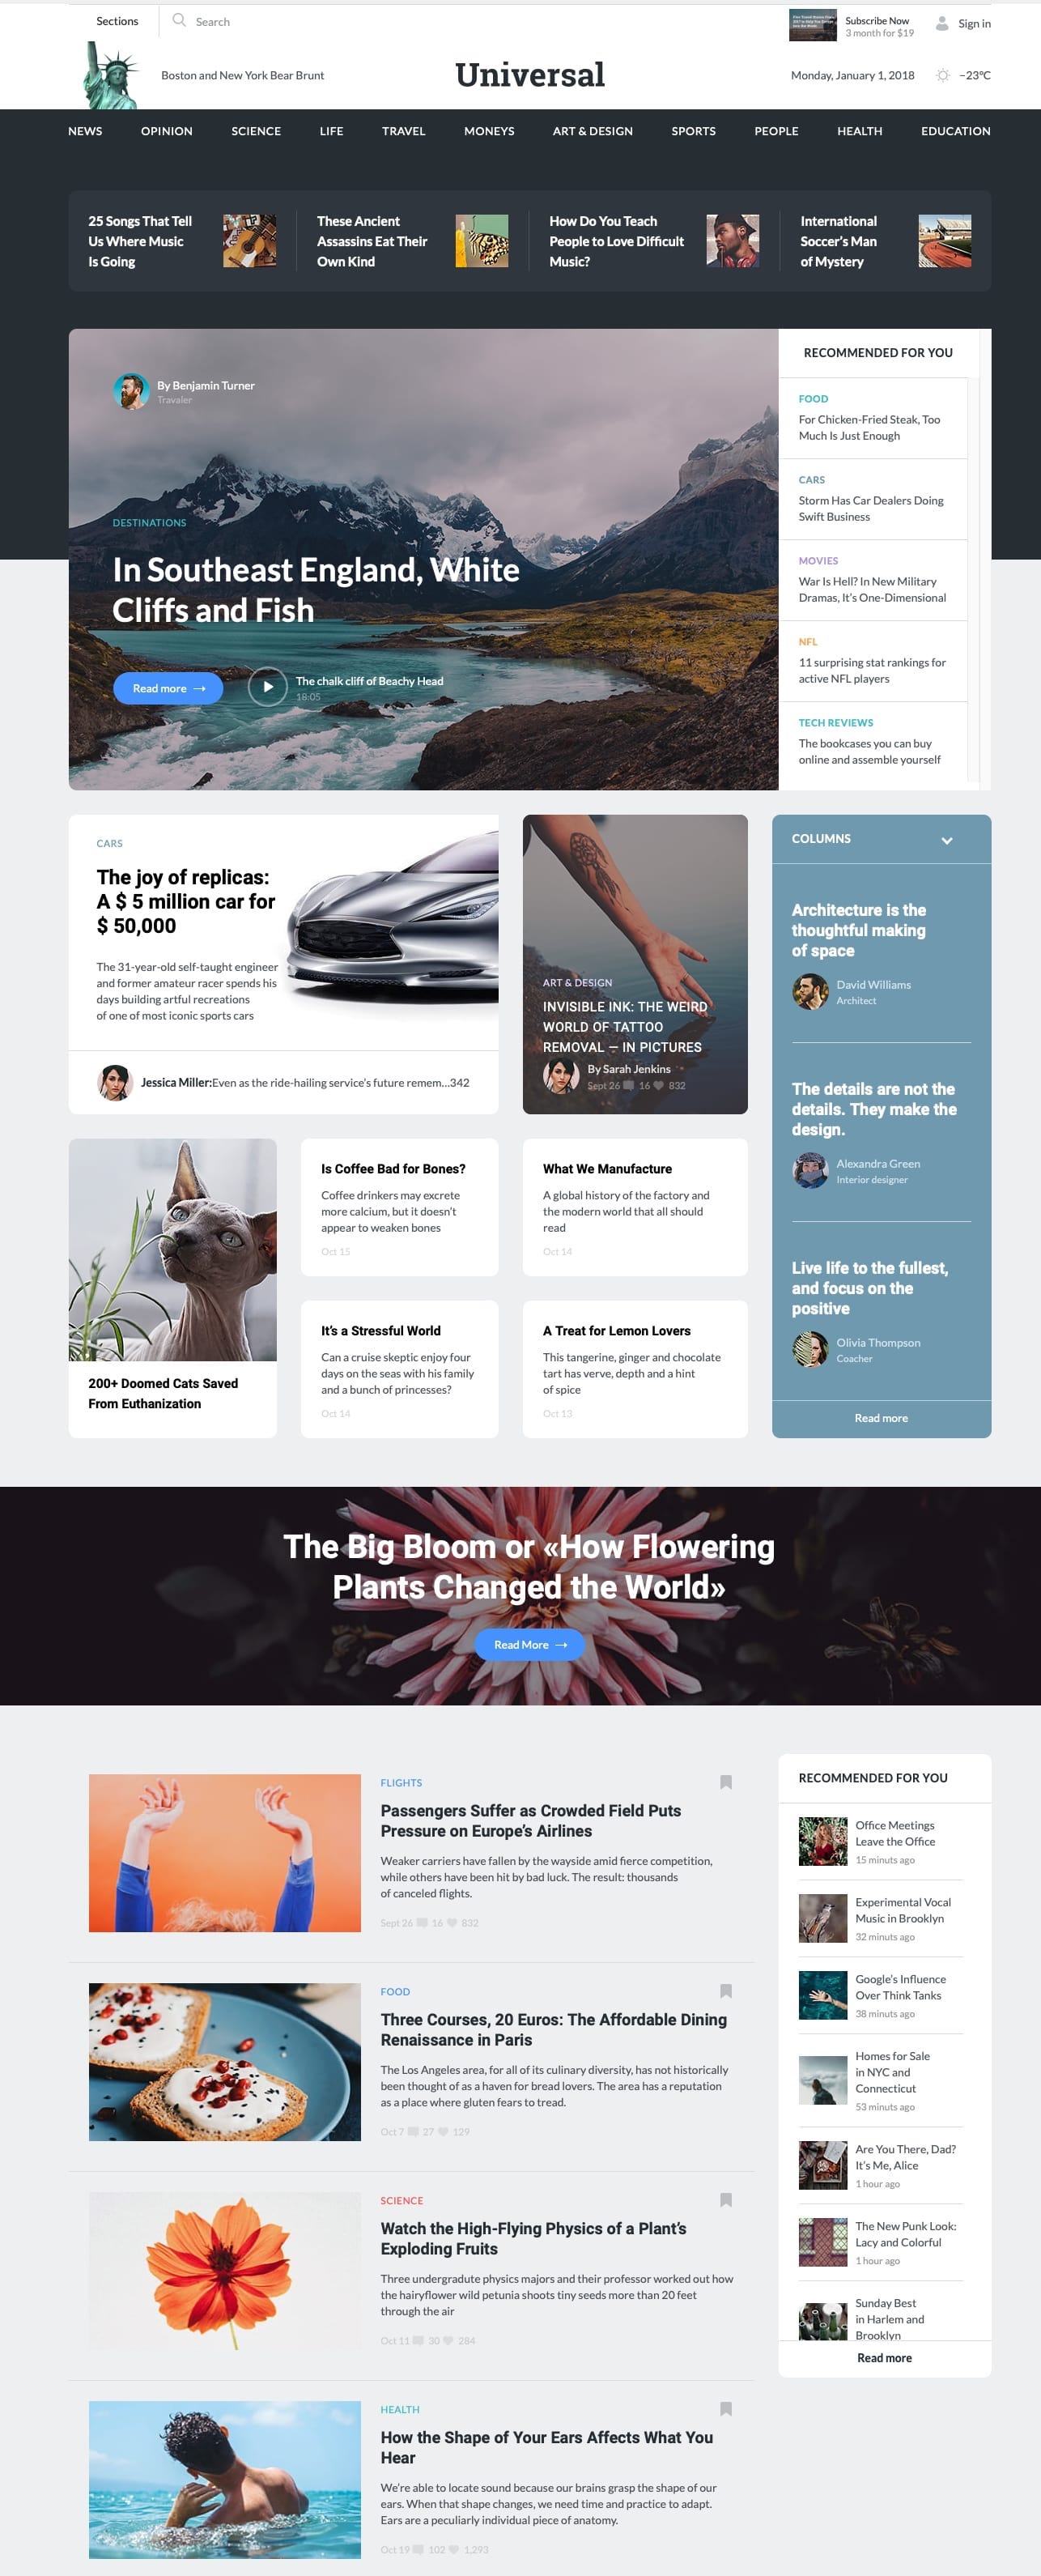 Sections
Search
Subscribe Now
3 month for $19
Sign in
Boston and New York Bear Brunt
Universal
Monday, January 1, 2018
−23°C
NEWS OPINION SCIENCE LIFE TRAVEL MONEYS ART & DESIGN SPORTS PEOPLE HEALTH EDUCATION
25 Songs That Tell
Us Where Music
Is Going
These Ancient
Assassins Eat Their
Own Kind
How Do You Teach
People to Love Difficult
Music?
International
Soccer’s Man
of Mystery
By Benjamin Turner
Travaler
DESTINATIONS
In Southeast England, White
Cliffs and Fish
Read more →
The chalk cliff of Beachy Head
18:05
RECOMMENDED FOR YOU
FOOD
For Chicken-Fried Steak, Too
Much Is Just Enough
CARS
Storm Has Car Dealers Doing
Swift Business
MOVIES
War Is Hell? In New Military
Dramas, It’s One-Dimensional
NFL
11 surprising stat rankings for
active NFL players
TECH REVIEWS
The bookcases you can buy
online and assemble yourself
CARS
The joy of replicas:
A $ 5 million car for
$ 50,000
The 31-year-old self-taught engineer
and former amateur racer spends his
days building artful recreations
of one of most iconic sports cars
Jessica Miller:Even as the ride-hailing service’s future remem...342
ART & DESIGN
INVISIBLE INK: THE WEIRD
WORLD OF TATTOO
REMOVAL – IN PICTURES
By Sarah Jenkins
Sept 26 16 832
COLUMNS
Architecture is the
thoughtful making
of space
David Williams
Architect
The details are not the
details. They make the
design.
Alexandra Green
Interior designer
Live life to the fullest,
and focus on the
positive
Olivia Thompson
Coacher
Read more
200+ Doomed Cats Saved
From Euthanization
Is Coffee Bad for Bones?
Coffee drinkers may excrete
more calcium, but it doesn’t
appear to weaken bones
Oct 15
What We Manufacture
A global history of the factory and
the modern world that all should
read
Oct 14
It’s a Stressful World
Can a cruise skeptic enjoy four
days on the seas with his family
and a bunch of princesses?
Oct 14
A Treat for Lemon Lovers
This tangerine, ginger and chocolate
tart has verve, depth and a hint
of spice
Oct 13
The Big Bloom or «How Flowering
Plants Changed the World»
Read More →
FLIGHTS
Passengers Suffer as Crowded Field Puts
Pressure on Europe’s Airlines
Weaker carriers have fallen by the wayside amid fierce competition,
while others have been hit by bad luck. The result: thousands
of canceled flights.
Sept 26 16 832
FOOD
Three Courses, 20 Euros: The Affordable Dining
Renaissance in Paris
The Los Angeles area, for all of its culinary diversity, has not historically
been thought of as a haven for bread lovers. The area has a reputation
as a place where gluten fears to tread.
Oct 7 27 129
SCIENCE
Watch the High-Flying Physics of a Plant’s
Exploding Fruits
Three undergradute physics majors and their professor worked out how
the hairyflower wild petunia shoots tiny seeds more than 20 feet
through the air
Oct 11 30 284
HEALTH
How the Shape of Your Ears Affects What You
Hear
We’re able to locate sound because our brains grasp the shape of our
ears. When that shape changes, we need time and practice to adapt.
Ears are a peculiarly individual piece of anatomy.
Oct 19 102 1,293
RECOMMENDED FOR YOU
Office Meetings
Leave the Office
15 minuts ago
Experimental Vocal
Music in Brooklyn
32 minuts ago
Google’s Influence
Over Think Tanks
38 minuts ago
Homes for Sale
in NYC and
Connecticut
53 minuts ago
Are You There, Dad?
It’s Me, Alice
1 hour ago
The New Punk Look:
Lacy and Colorful
1 hour ago
Sunday Best
in Harlem and
Brooklyn
Read more